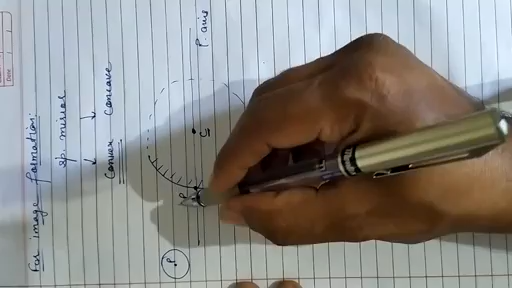 For image formation:
sp. mirror
Convex concave
P. axis
C
P
P